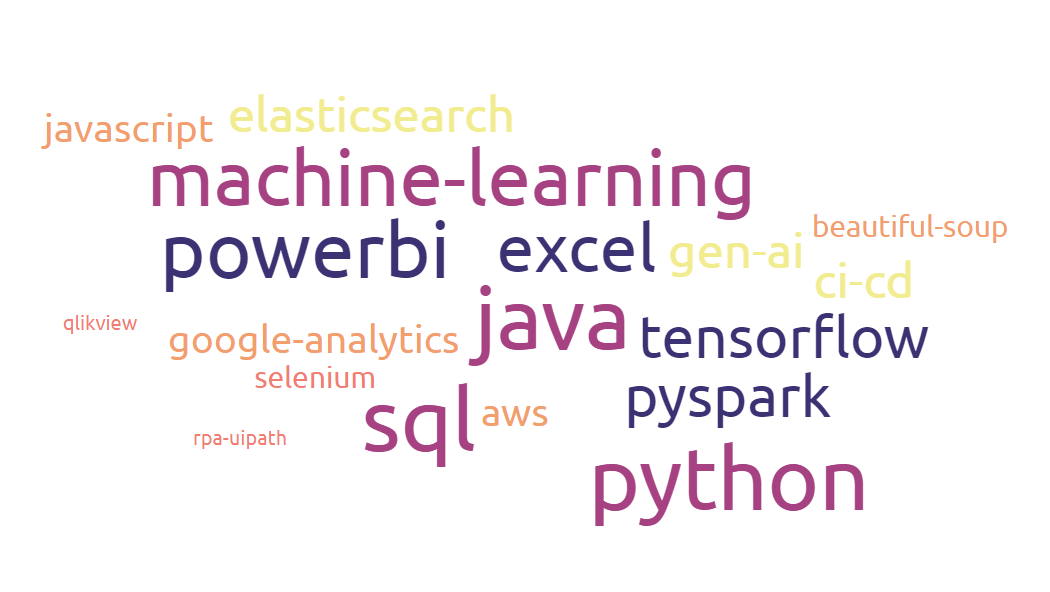 elasticsearch
javascript
machine-learning
beautiful-soup
powerbi
excel
gen-ai
ci-cd
java
qlikview
google-analytics
tensorflow
selenium
pyspark
sql
aws
rpa-uipath
python